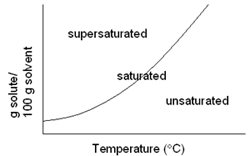 supersaturated
saturated
unsaturated
g solute/
100 g solvent
Temperature (°C)